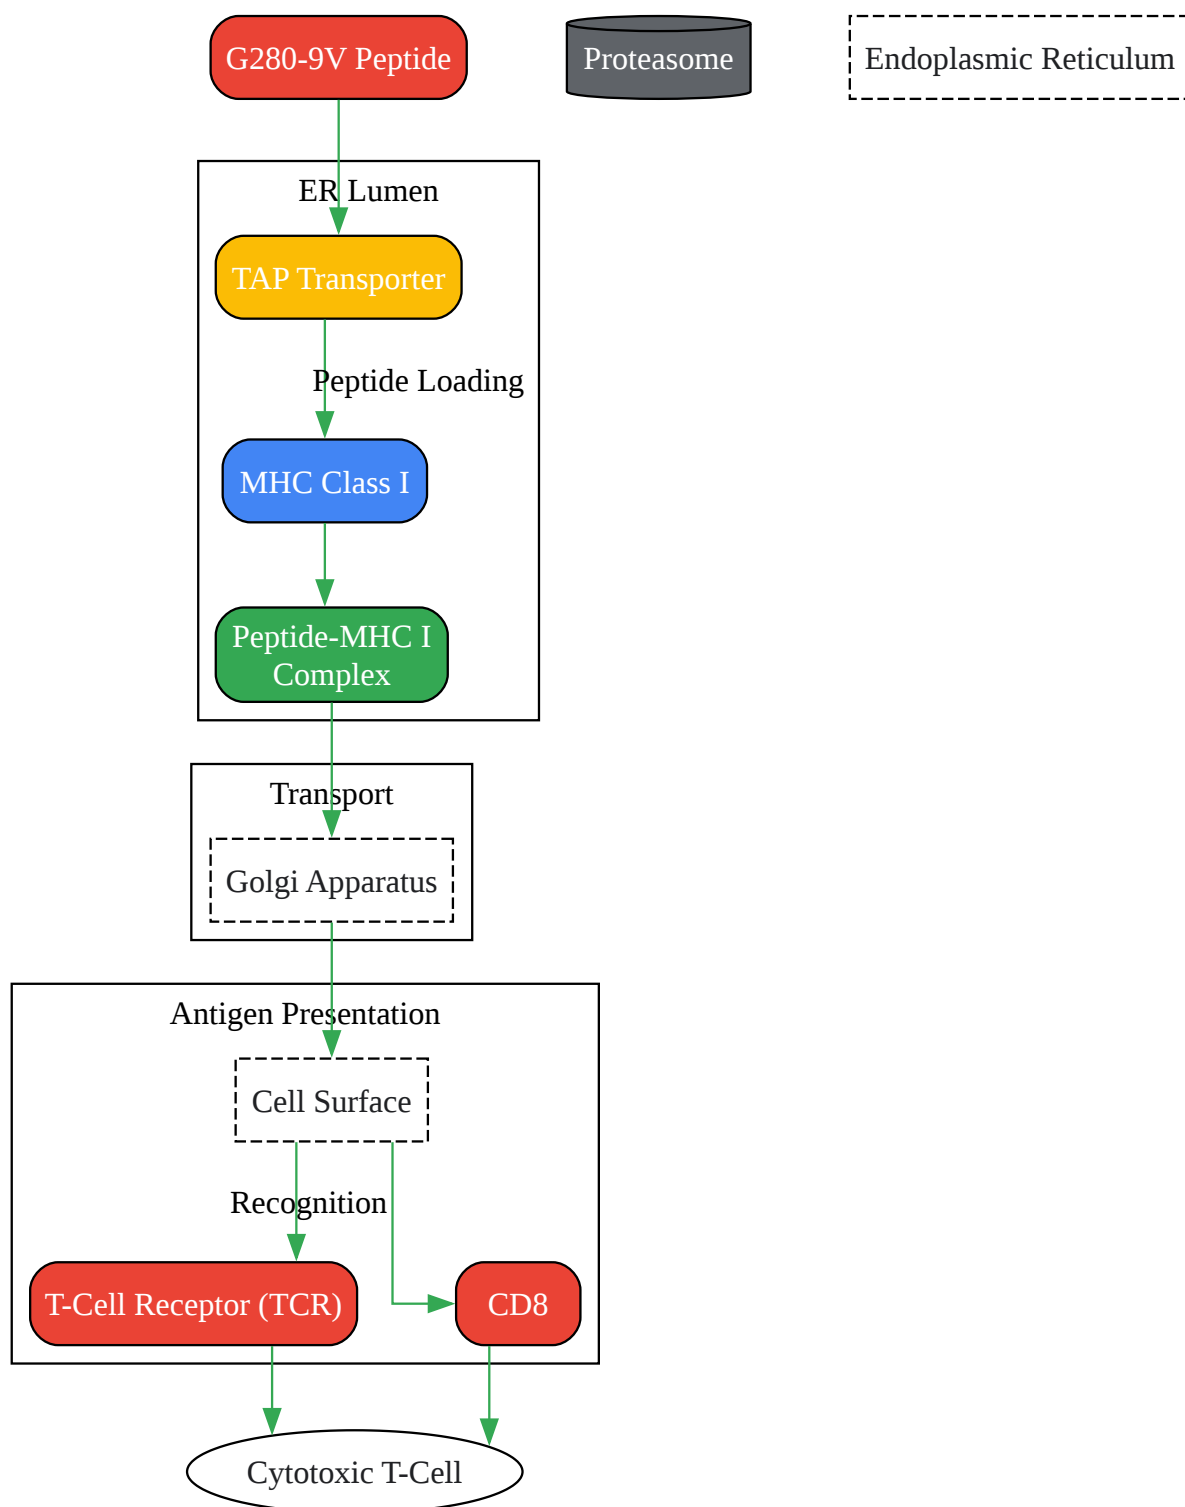 G280-9V Peptide
Proteasome
Endoplasmic Reticulum
ER Lumen
TAP Transporter
Peptide Loading
MHC Class I
Peptide-MHC I
Complex
Transport
Golgi Apparatus
Antigen Presentation
Cell Surface
Recognition
T-Cell Receptor (TCR)
CD8
Cytotoxic T-Cell